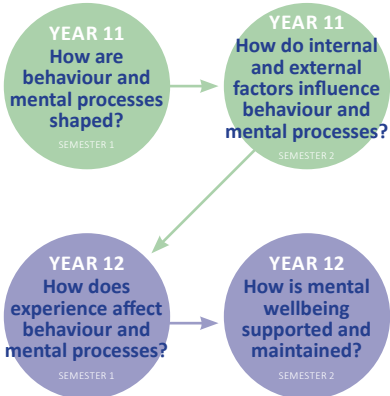 YEAR 11
How are
behaviour and
mental processes
shaped?
SEMESTER 1
YEAR 11
How do internal
and external
factors influence
behaviour and
mental processes?
SEMESTER 2
YEAR 12
How does
experience affect
behaviour and
mental processes?
SEMESTER 1
YEAR 12
How is mental
wellbeing
supported and
maintained?
SEMESTER 2